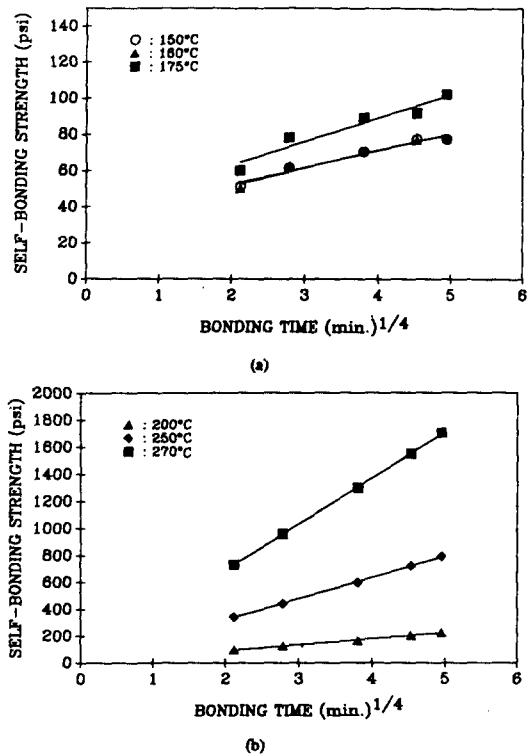 140
120
100
80
60
40
20
0
SELF-BONDING STRENGTH (psi)
: 150°C
: 160°C
: 175°C
0 1 2 3 4 5 6
BONDING TIME (min.)1/4
(a)
2000
1800
1600
1400
1200
1000
800
600
400
200
0
SELF-BONDING STRENGTH (psi)
: 200°C
: 250°C
: 270°C
0 1 2 3 4 5 6
BONDING TIME (min.)1/4
(b)